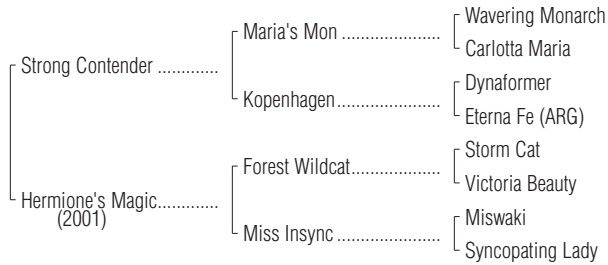 Wavering Monarch
Maria's Mon ....................
Carlotta Maria
Strong Contender .............
Dynaformer
Kopenhagen......................
Eterna Fe (ARG)
Storm Cat
Forest Wildcat...................
Victoria Beauty
Hermione's Magic.............
(2001)
Miswaki
Miss Insync ......................
Syncopating Lady